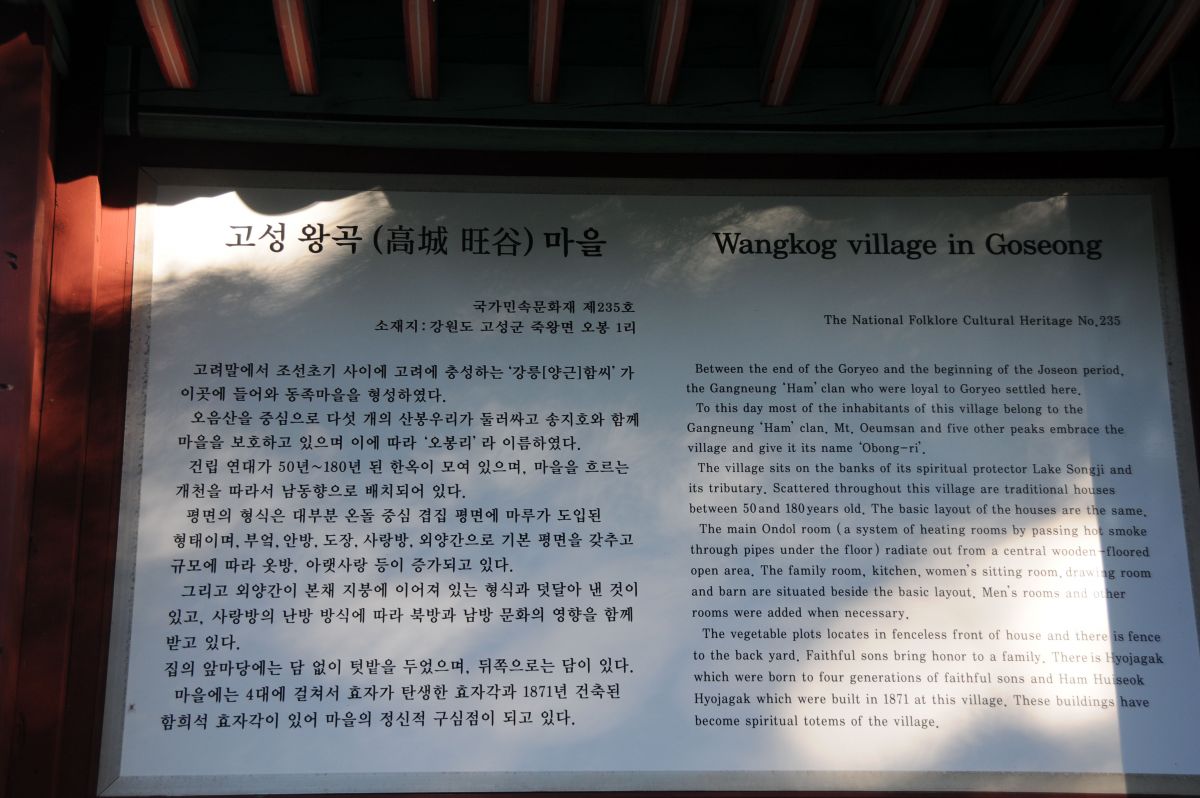 고성 왕곡 (高城 旺谷) 마을
국가민속문화재 제235호
소재지 : 강원도 고성군 죽왕면 오봉 1리
고려말에서 조선초기 사이에 고려에 충성하는 ‘강릉[양근]함씨’ 가
이곳에 들어와 동족마을을 형성하였다.
오음산을 중심으로 다섯 개의 산봉우리가 둘러싸고 송지호와 함께
마을을 보호하고 있으며 이에 따라 ‘오봉리’ 라 이름하였다.
건립 연대가 50년~180년 된 한옥이 모여 있으며, 마을을 흐르는
개천을 따라서 남동향으로 배치되어 있다.
평면의 형식은 대부분 온돌 중심 겹집 평면에 마루가 도입된
형태이며, 부엌, 안방, 도장, 사랑방, 외양간으로 기본 평면을 갖추고
규모에 따라 웃방, 아랫사랑 등이 증가되고 있다.
그리고 외양간이 본채 지붕에 이어져 있는 형식과 덧달아 낸 것이
있고, 사랑방의 난방 방식에 따라 북방과 남방 문화의 영향을 함께
받고 있다.
집의 앞마당에는 담 없이 텃밭을 두었으며, 뒤쪽으로는 담이 있다.
마을에는 4대에 걸쳐서 효자가 탄생한 효자각과 1871년 건축된
함희석 효자각이 있어 마을의 정신적 구심점이 되고 있다.
Wangkog village in Goseong
The National Folklore Cultural Heritage No.235
Between the end of the Goryeo and the beginning of the Joseon period,
the Gangneung ‘Ham’ clan who were loyal to Goryeo settled here.
To this day most of the inhabitants of this village belong to the
Gangneung ‘Ham’ clan, Mt. Oeumsan and five other peaks embrace the
village and give it its name ‘Obong-ri’.
The village sits on the banks of its spiritual protector Lake Songji and
its tributary. Scattered throughout this village are traditional houses
between 50 and 180 years old. The basic layout of the houses are the same.
The main Ondol room (a system of heating rooms by passing hot smoke
through pipes under the floor) radiate out from a central wooden-floored
open area. The family room, kitchen, women's sitting room, drawing room
and barn are situated beside the basic layout. Men's rooms and other
rooms were added when necessary.
The vegetable plots locates in fenceless front of house and there is fence
to the back yard. Faithful sons bring honor to a family. There is Hyojagak
which were born to four generations of faithful sons and Ham Huiseok
Hyojagak which were built in 1871 at this village. These buildings have
become spiritual totems of the village.